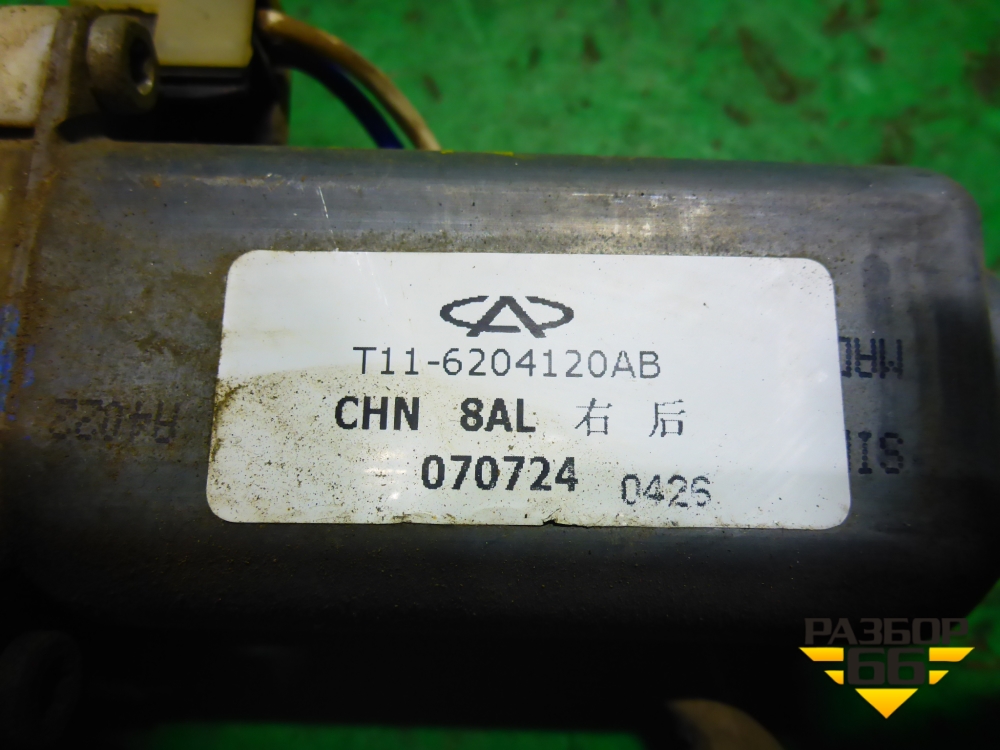 T11-6204120AB
CHN 8AL 右 后
070724 0426
РАЗБОР
66